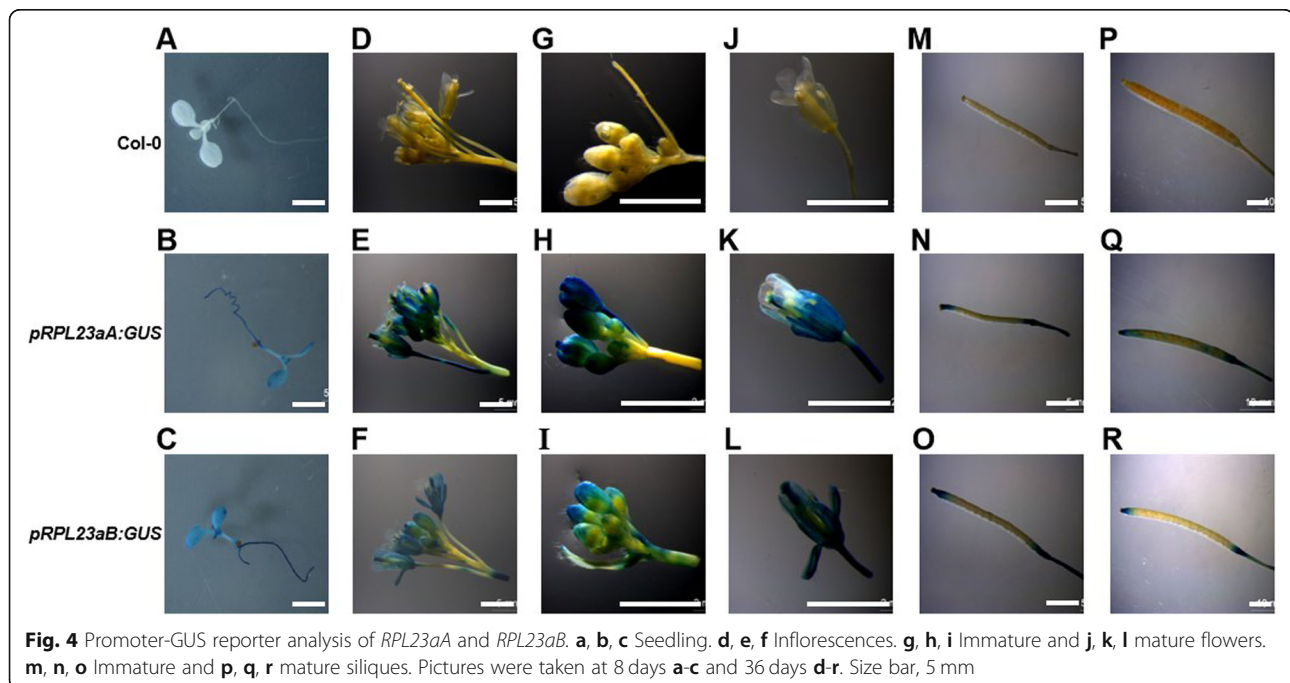 A D G J M P
Col-0
B E H K N Q
pRPL23aA:GUS
C F I L O R
pRPL23aB:GUS
Fig. 4 Promoter-GUS reporter analysis of RPL23aA and RPL23aB. a, b, c Seedling. d, e, f Inflorescences. g, h, i Immature and j, k, l mature flowers.
m, n, o Immature and p, q, r mature siliques. Pictures were taken at 8 days a-c and 36 days d-r. Size bar, 5 mm